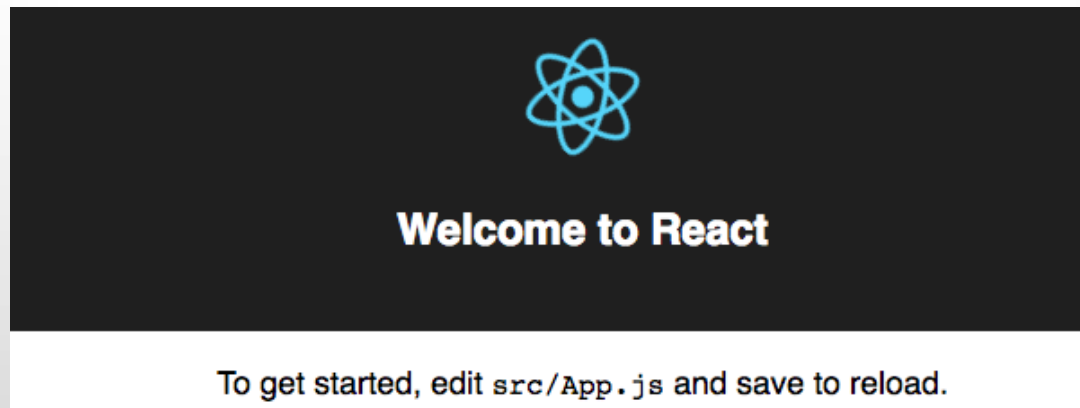 Welcome to React
To get started, edit src/App.js and save to reload.